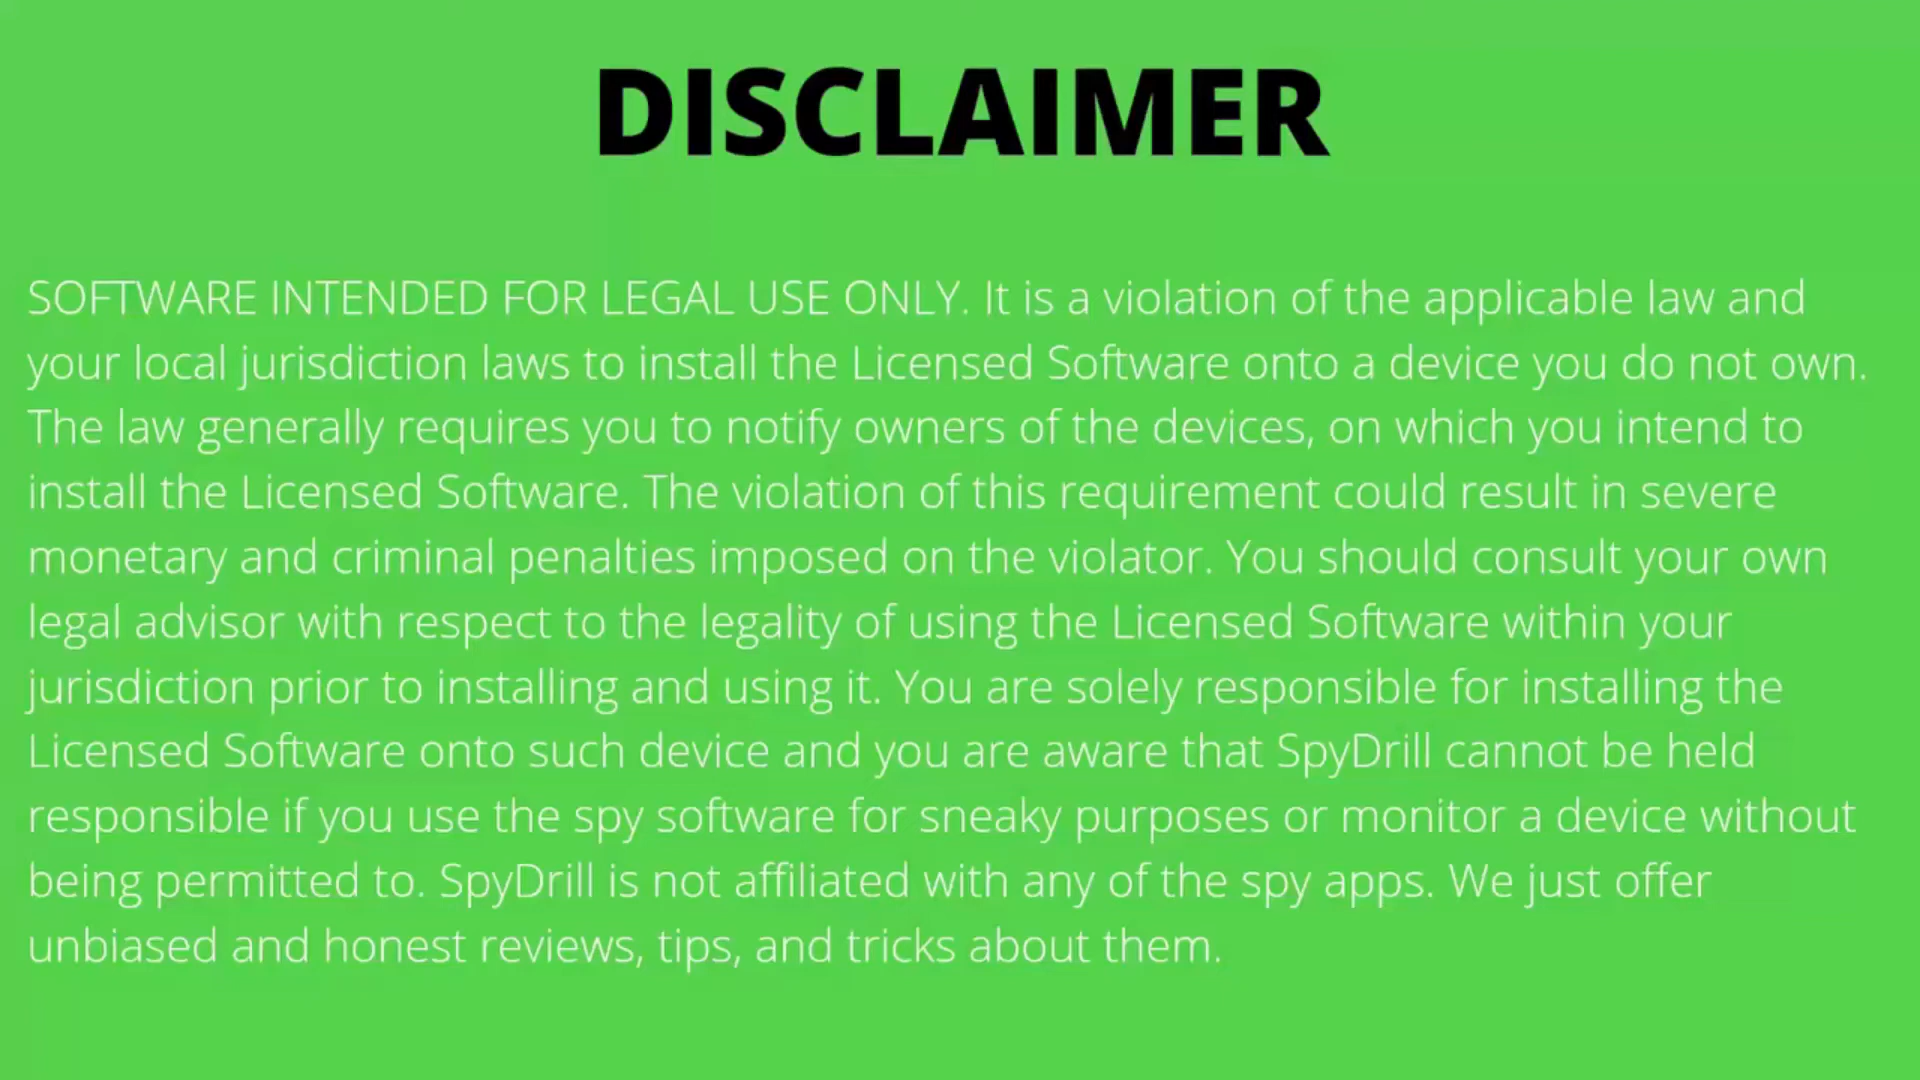 DISCLAIMER
SOFTWARE INTENDED FOR LEGAL USE ONLY. It is a violation of the applicable law and
your local jurisdiction laws to install the Licensed Software onto a device you do not own.
The law generally requires you to notify owners of the devices, on which you intend to
install the Licensed Software. The violation of this requirement could result in severe
monetary and criminal penalties imposed on the violator. You should consult your own
legal advisor with respect to the legality of using the Licensed Software within your
jurisdiction prior to installing and using it. You are solely responsible for installing the
Licensed Software onto such device and you are aware that SpyDrill cannot be held
responsible if you use the spy software for sneaky purposes or monitor a device without
being permitted to. SpyDrill is not affiliated with any of the spy apps. We just offer
unbiased and honest reviews, tips, and tricks about them.